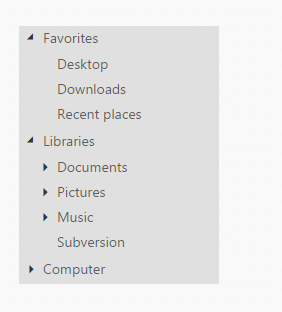 Favorites
Desktop
Downloads
Recent places
Libraries
Documents
Pictures
Music
Subversion
Computer